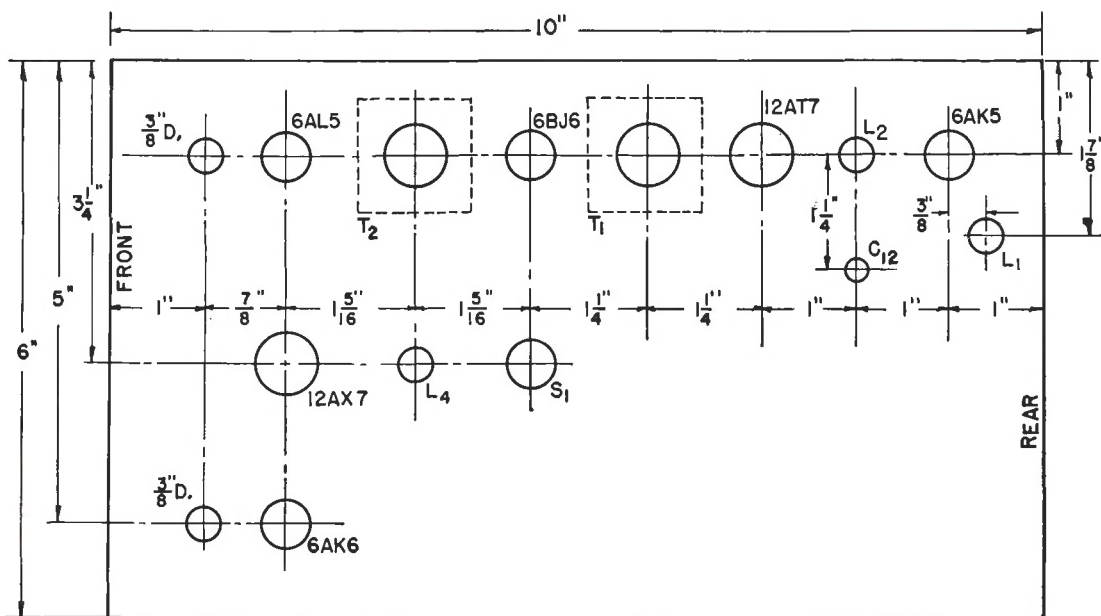 10"
3/8" D.
6AL5
6BJ6
12AT7
L2
6AK5
1"
1 7/8"
3 1/4"
T2
T1
1 1/4"
3/8"
L1
C12
FRONT
5"
6"
1" 7/8" 1 5/16" 1 5/16" 1 1/4" 1 1/4" 1" 1" 1"
12AX7
L4
S1
REAR
3/8" D.
6AK6